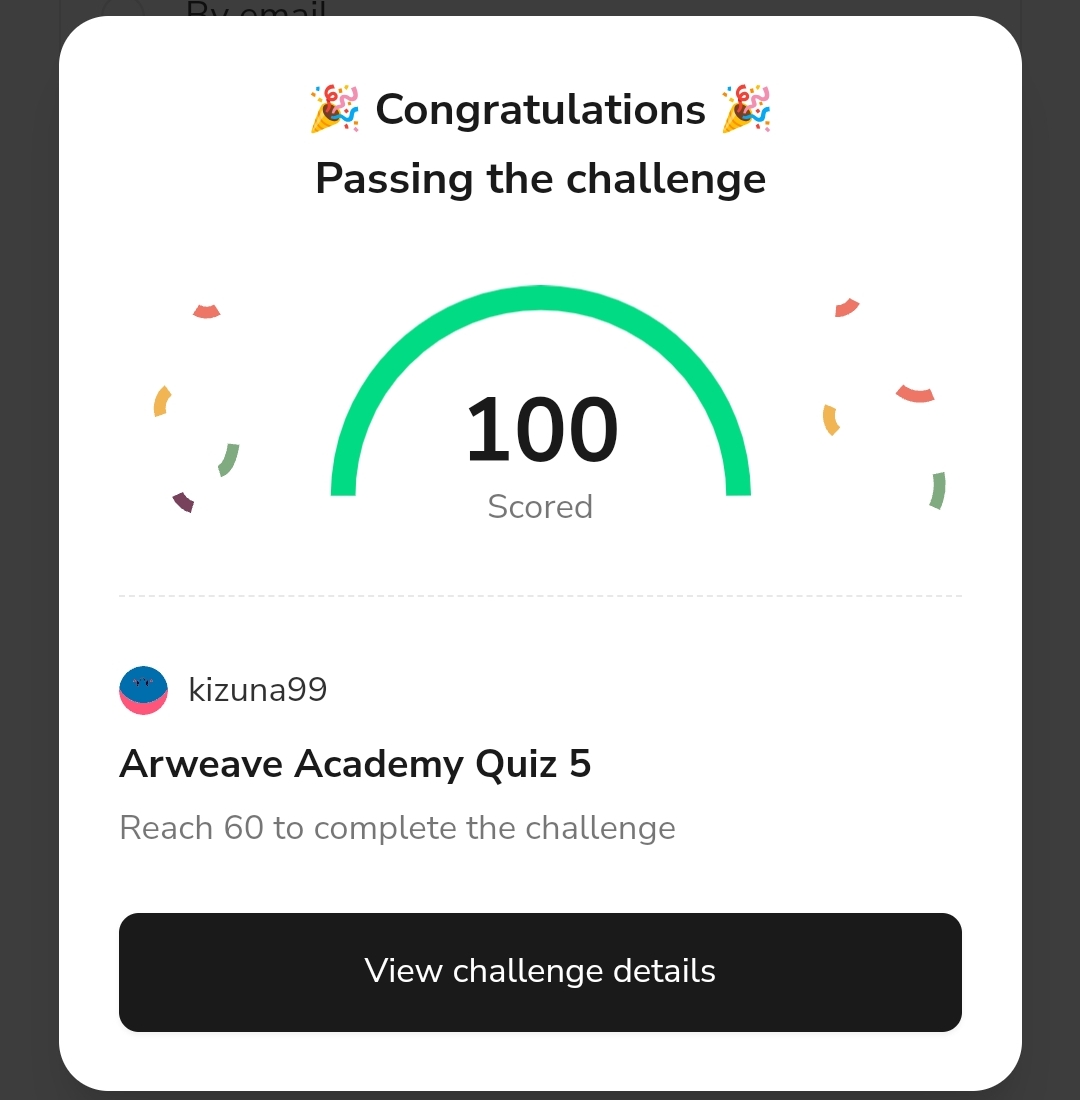 By email
🎉 Congratulations 🎉
Passing the challenge
100
Scored
kizuna99
Arweave Academy Quiz 5
Reach 60 to complete the challenge
View challenge details